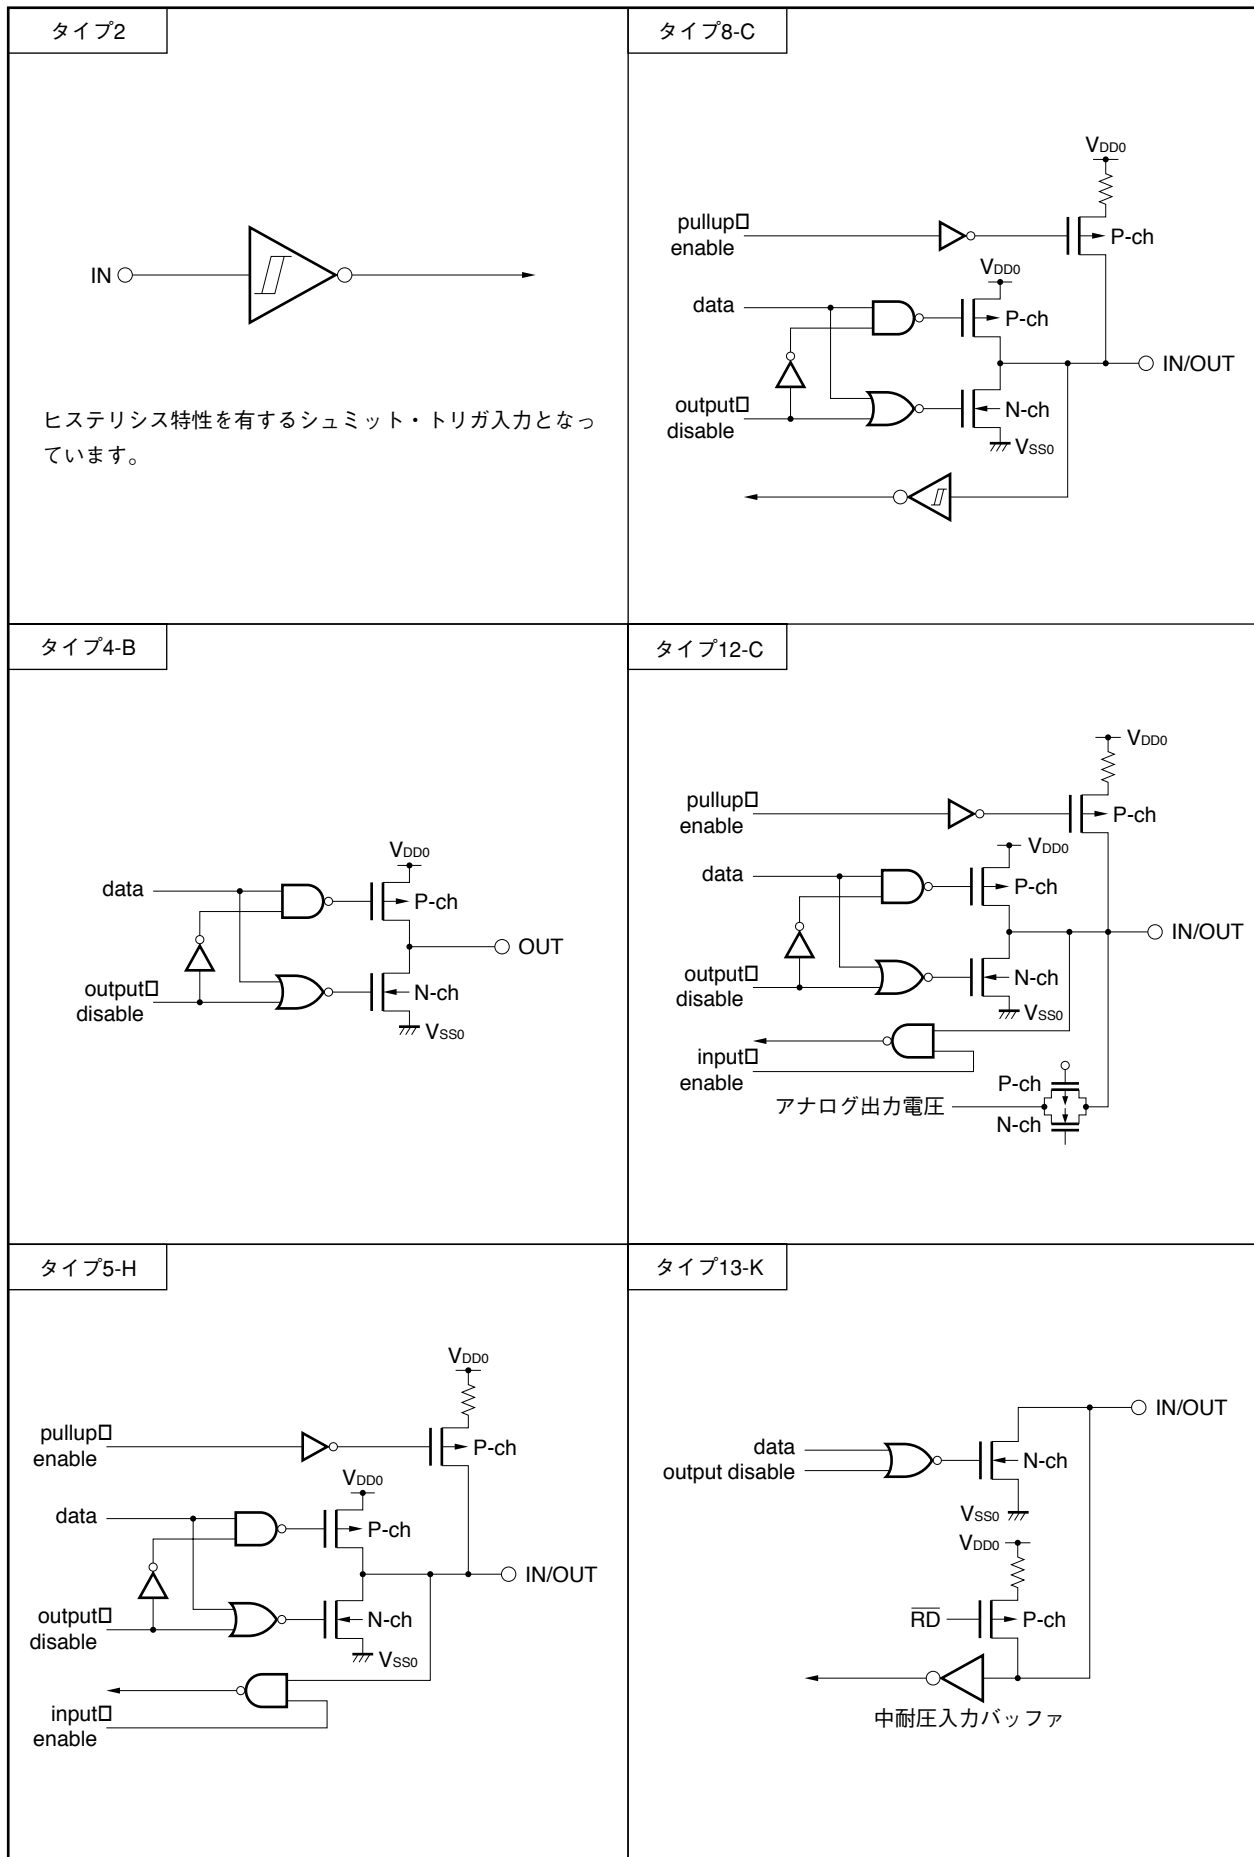 タイプ2
IN
ヒステリシス特性を有するシュミット・トリガ入力となっ
ています。
タイプ8-C
VDD0
pullup
enable
P-ch
VDD0
data
P-ch
IN/OUT
output
disable
N-ch
VSS0
タイプ4-B
VDD0
data
P-ch
OUT
output
disable
N-ch
VSS0
タイプ12-C
VDD0
pullup
enable
P-ch
VDD0
data
P-ch
IN/OUT
output
disable
N-ch
VSS0
input
enable
P-ch
アナログ出力電圧
N-ch
タイプ5-H
VDD0
pullup
enable
P-ch
VDD0
data
P-ch
IN/OUT
output
disable
N-ch
VSS0
input
enable
タイプ13-K
IN/OUT
data
output disable
N-ch
VSS0
VDD0
RD
P-ch
中耐圧入力バッファ